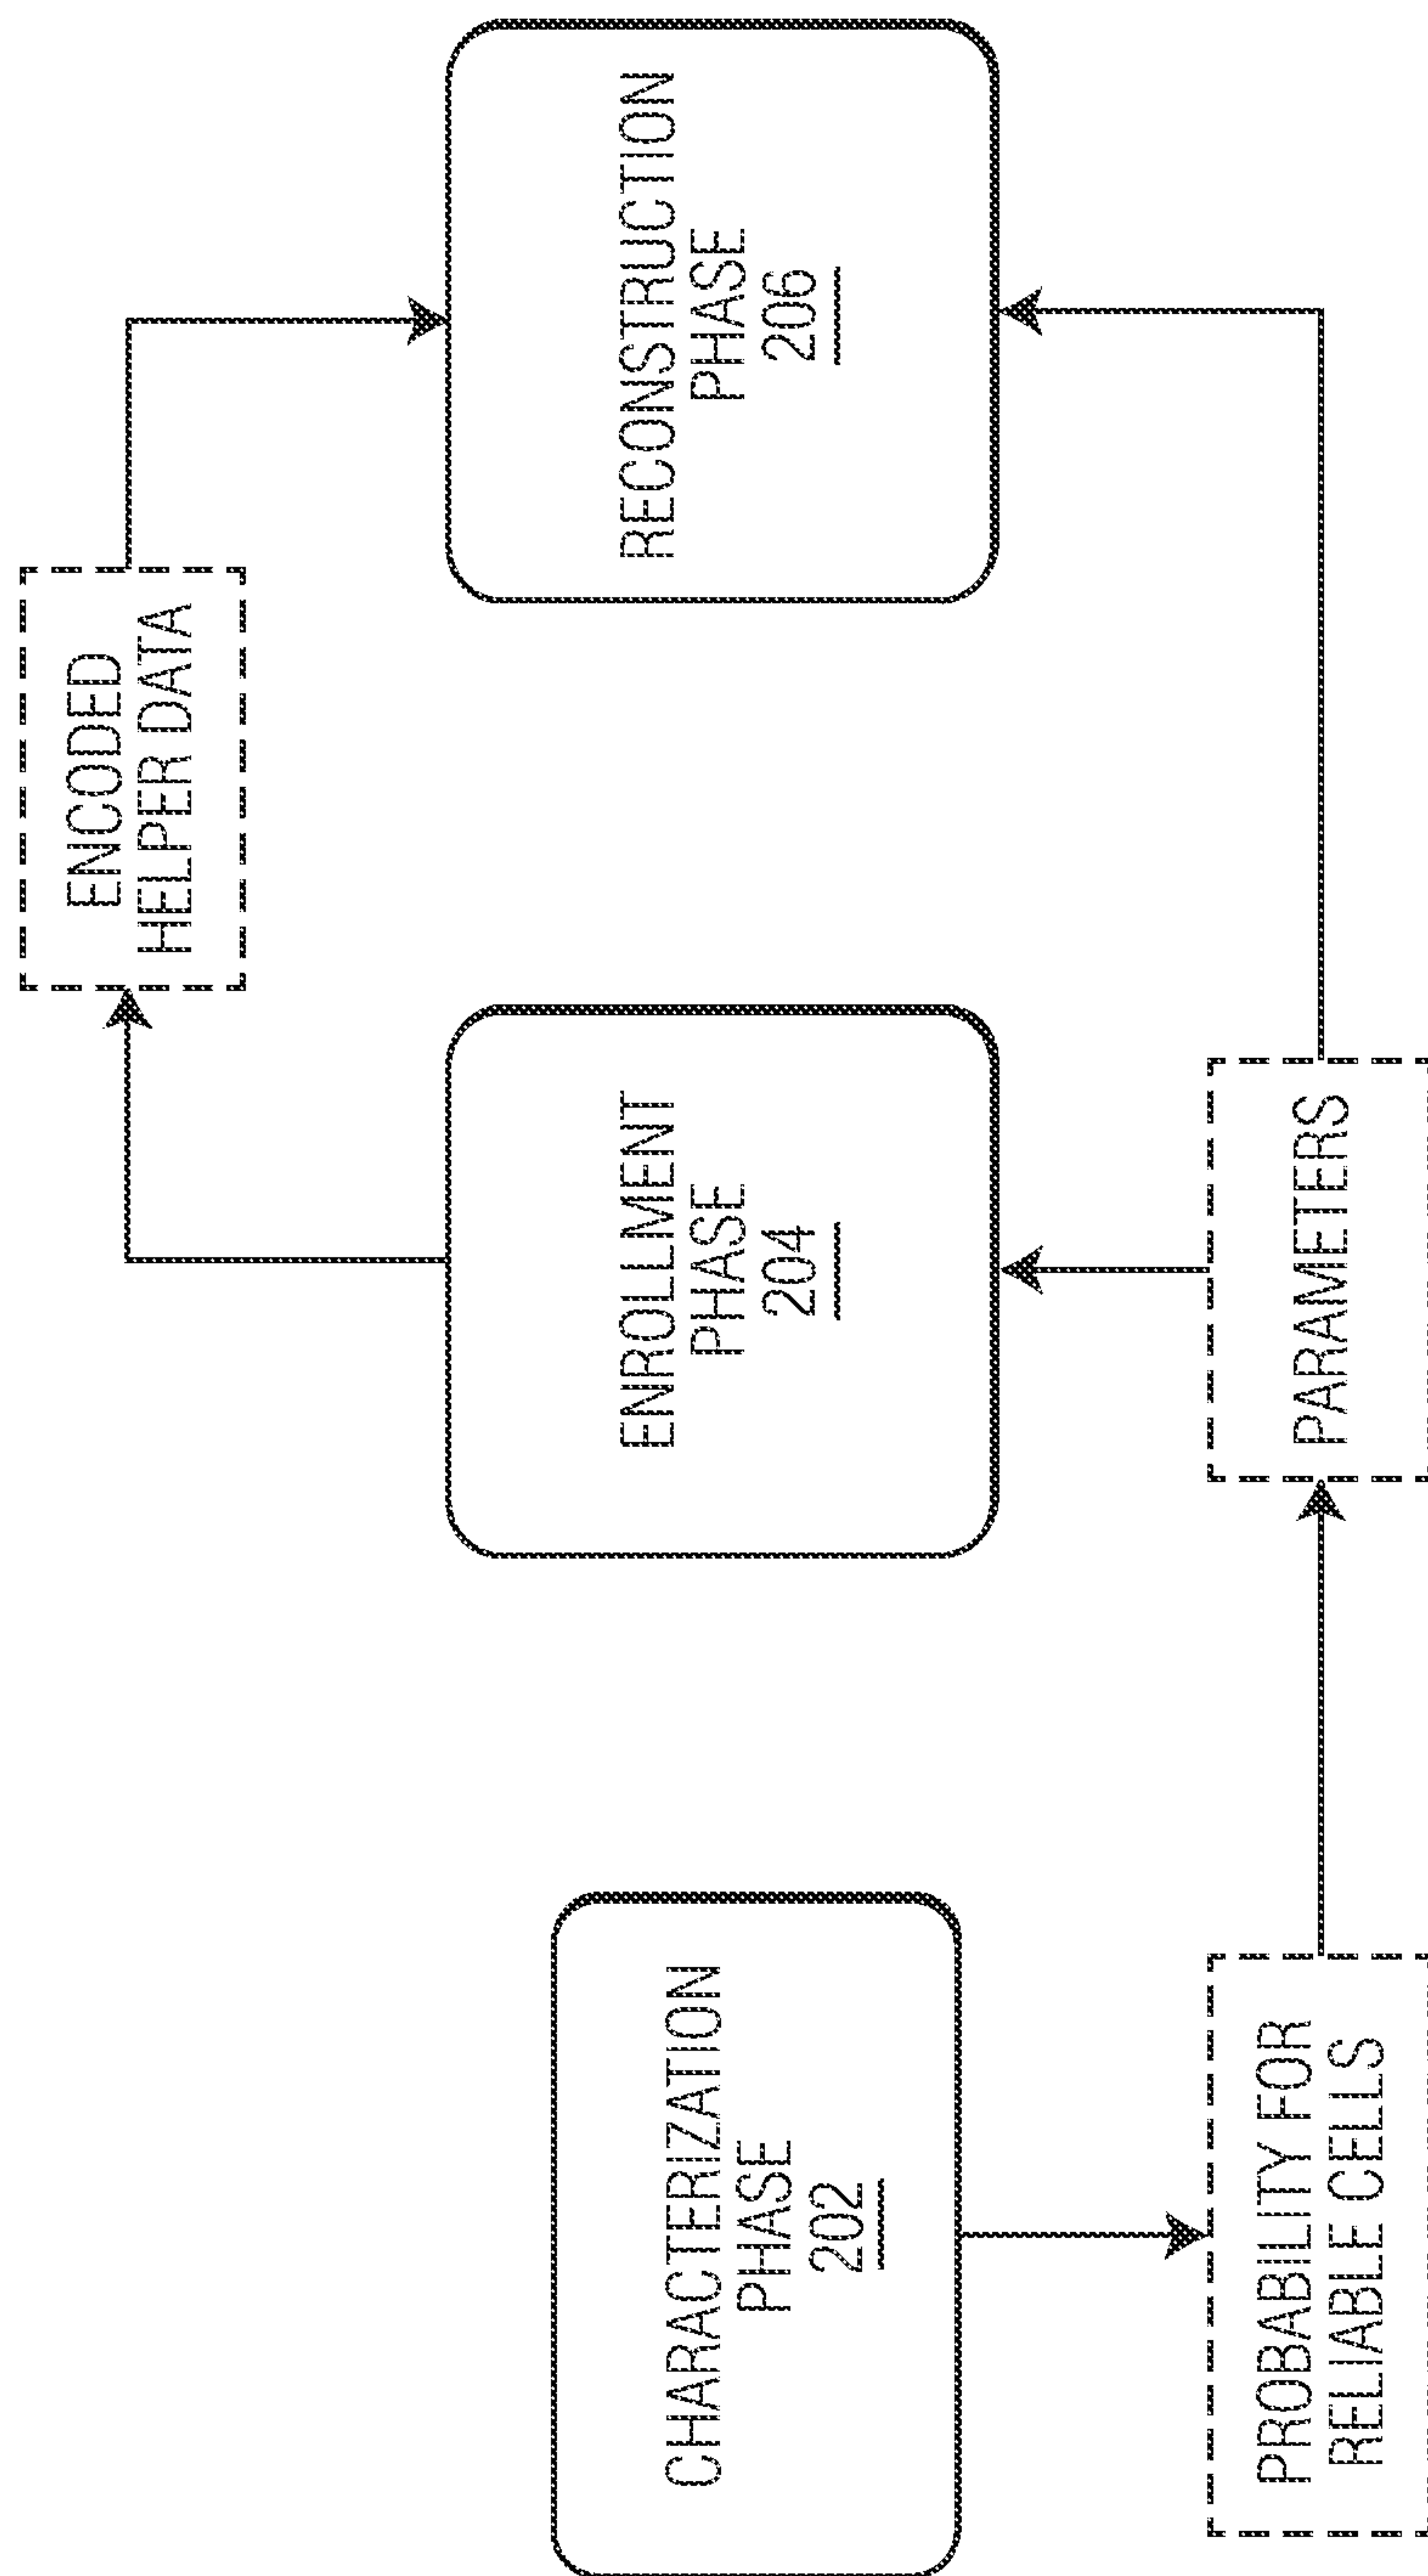 ENCODED
HELPER DATA
CHARACTERIZATION
PHASE
202
ENROLLMENT
PHASE
204
RECONSTRUCTION
PHASE
206
PROBABILITY FOR
RELIABLE CELLS
PARAMETERS